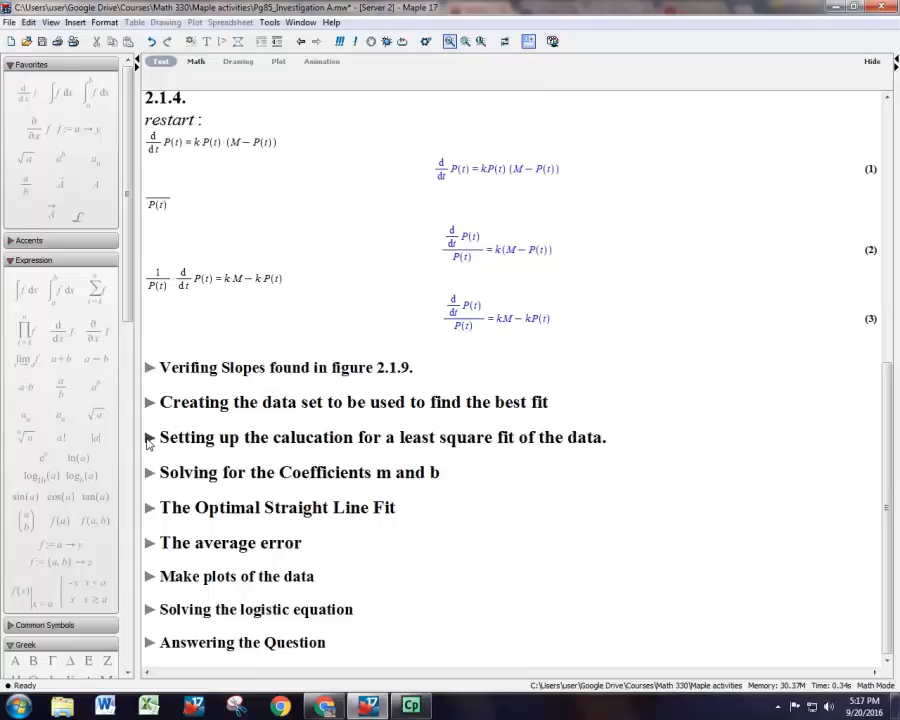 C:\Users\user\Google Drive\Courses\Math 330\Maple activities\Pg85_Investigation A.mw* - [Server 2] - Maple 17
File Edit View Insert Format Table Drawing Plot Spreadsheet Tools Window Help
Text Math Drawing Plot Animation Hide
Favorites
Accents
Expression
Common Symbols
Greek
Α Β Γ Δ Ε Ζ
2.1.4.
restart :
d/dt P(t) = k·P(t)·(M − P(t))
d/dt P(t) = kP(t) (M − P(t)) (1)
P(t)
(d/dt P(t))/P(t) = k(M − P(t)) (2)
1/P(t) · d/dt P(t) = k·M − k·P(t)
(d/dt P(t))/P(t) = kM − kP(t) (3)
Verifing Slopes found in figure 2.1.9.
Creating the data set to be used to find the best fit
Setting up the calucation for a least square fit of the data.
Solving for the Coefficients m and b
The Optimal Straight Line Fit
The average error
Make plots of the data
Solving the logistic equation
Answering the Question
Ready
C:\Users\user\Google Drive\Courses\Math 330\Maple activities Memory: 30.37M Time: 0.34s Math Mode
5:17 PM
9/20/2016